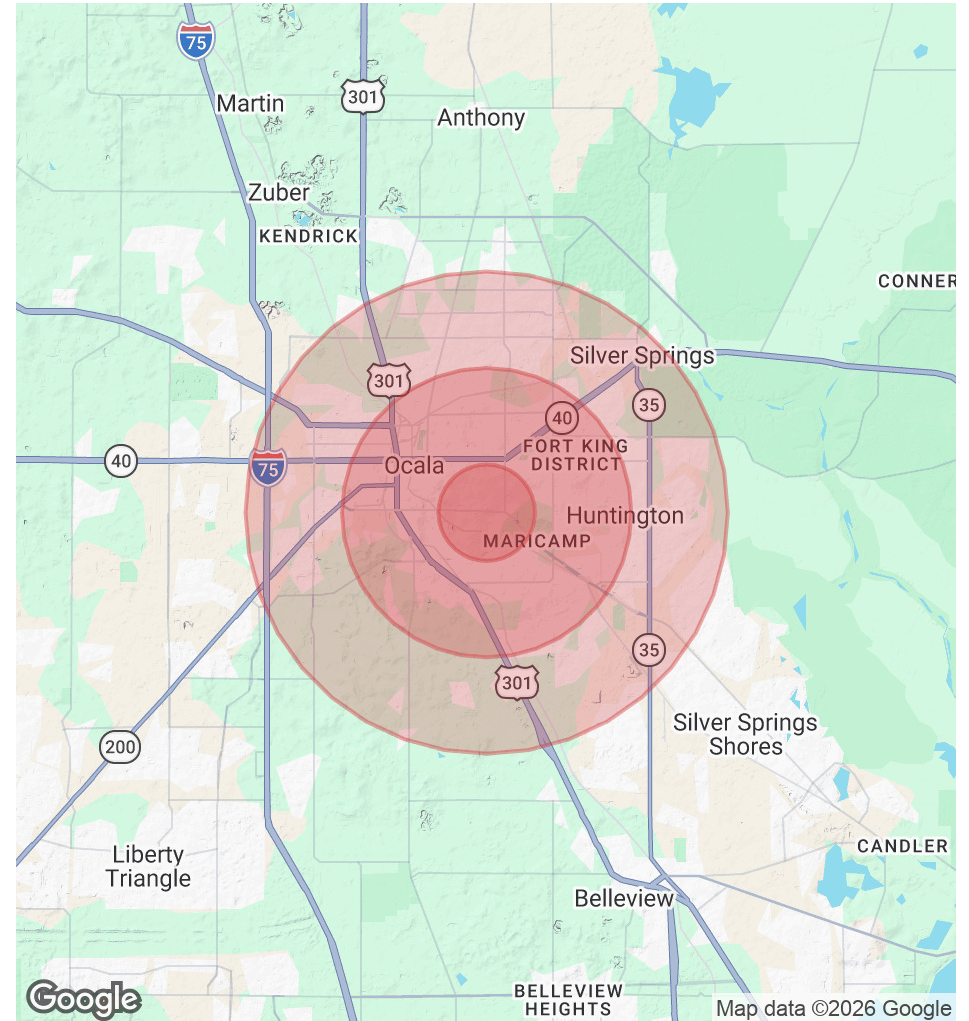 75
Martin
301
Anthony
Zuber
KENDRICK
CONNER
Silver Springs
301
35
40
FORT KING
DISTRICT
40
75
Ocala
Huntington
MARICAMP
35
301
Silver Springs
Shores
200
Liberty
Triangle
CANDLER
Belleview
BELLEVIEW
HEIGHTS
Google
Map data ©2026 Google